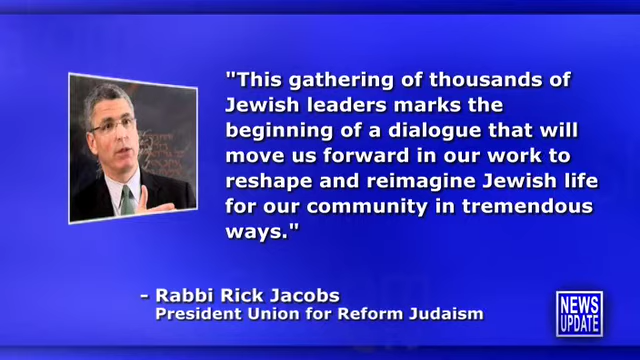 "This gathering of thousands of
Jewish leaders marks the
beginning of a dialogue that will
move us forward in our work to
reshape and reimagine Jewish life
for our community in tremendous
ways."
– Rabbi Rick Jacobs
President Union for Reform Judaism
NEWS
UPDATE